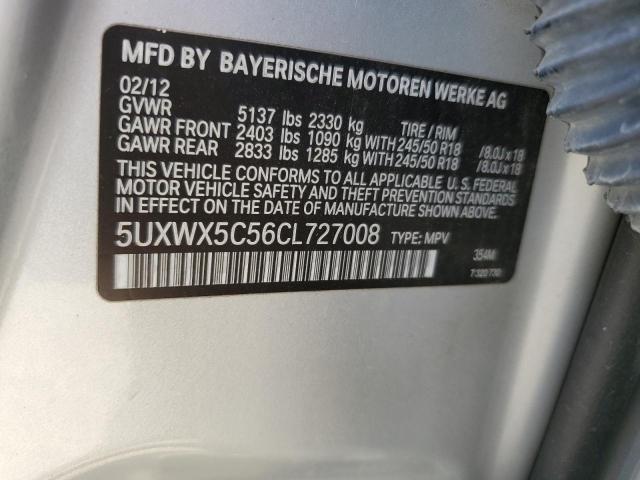 MFD BY BAYERISCHE MOTOREN WERKE AG
02/12
GVWR 5137 lbs 2330 kg TIRE / RIM
GAWR FRONT 2403 lbs 1090 kg WITH 245/50 R18 /8.0J x 18
GAWR REAR 2833 lbs 1285 kg WITH 245/50 R18 /8.0J x 18
THIS VEHICLE CONFORMS TO ALL APPLICABLE U. S. FEDERAL
MOTOR VEHICLE SAFETY AND THEFT PREVENTION STANDARDS
IN EFFECT ON THE DATE OF MANUFACTURE SHOWN ABOVE.
5UXWX5C56CL727008 TYPE: MPV
354M